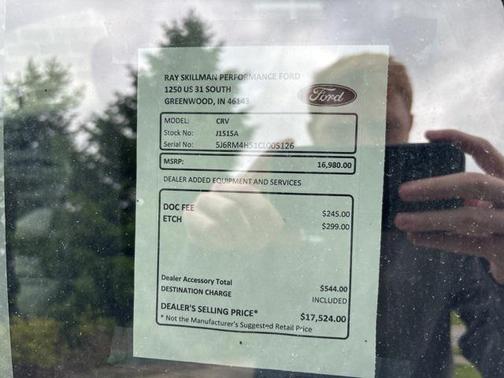 RAY SKILLMAN PERFORMANCE FORD
1250 US 31 SOUTH
GREENWOOD, IN 46143
Ford
MODEL: CRV
Stock No: J1515A
Serial No: 5J6RM4H51CL005126
MSRP: 16,980.00
DEALER ADDED EQUIPMENT AND SERVICES
DOC FEE $245.00
ETCH $299.00
Dealer Accessory Total $544.00
DESTINATION CHARGE INCLUDED
DEALER'S SELLING PRICE* $17,524.00
* Not the Manufacturer's Suggested Retail Price